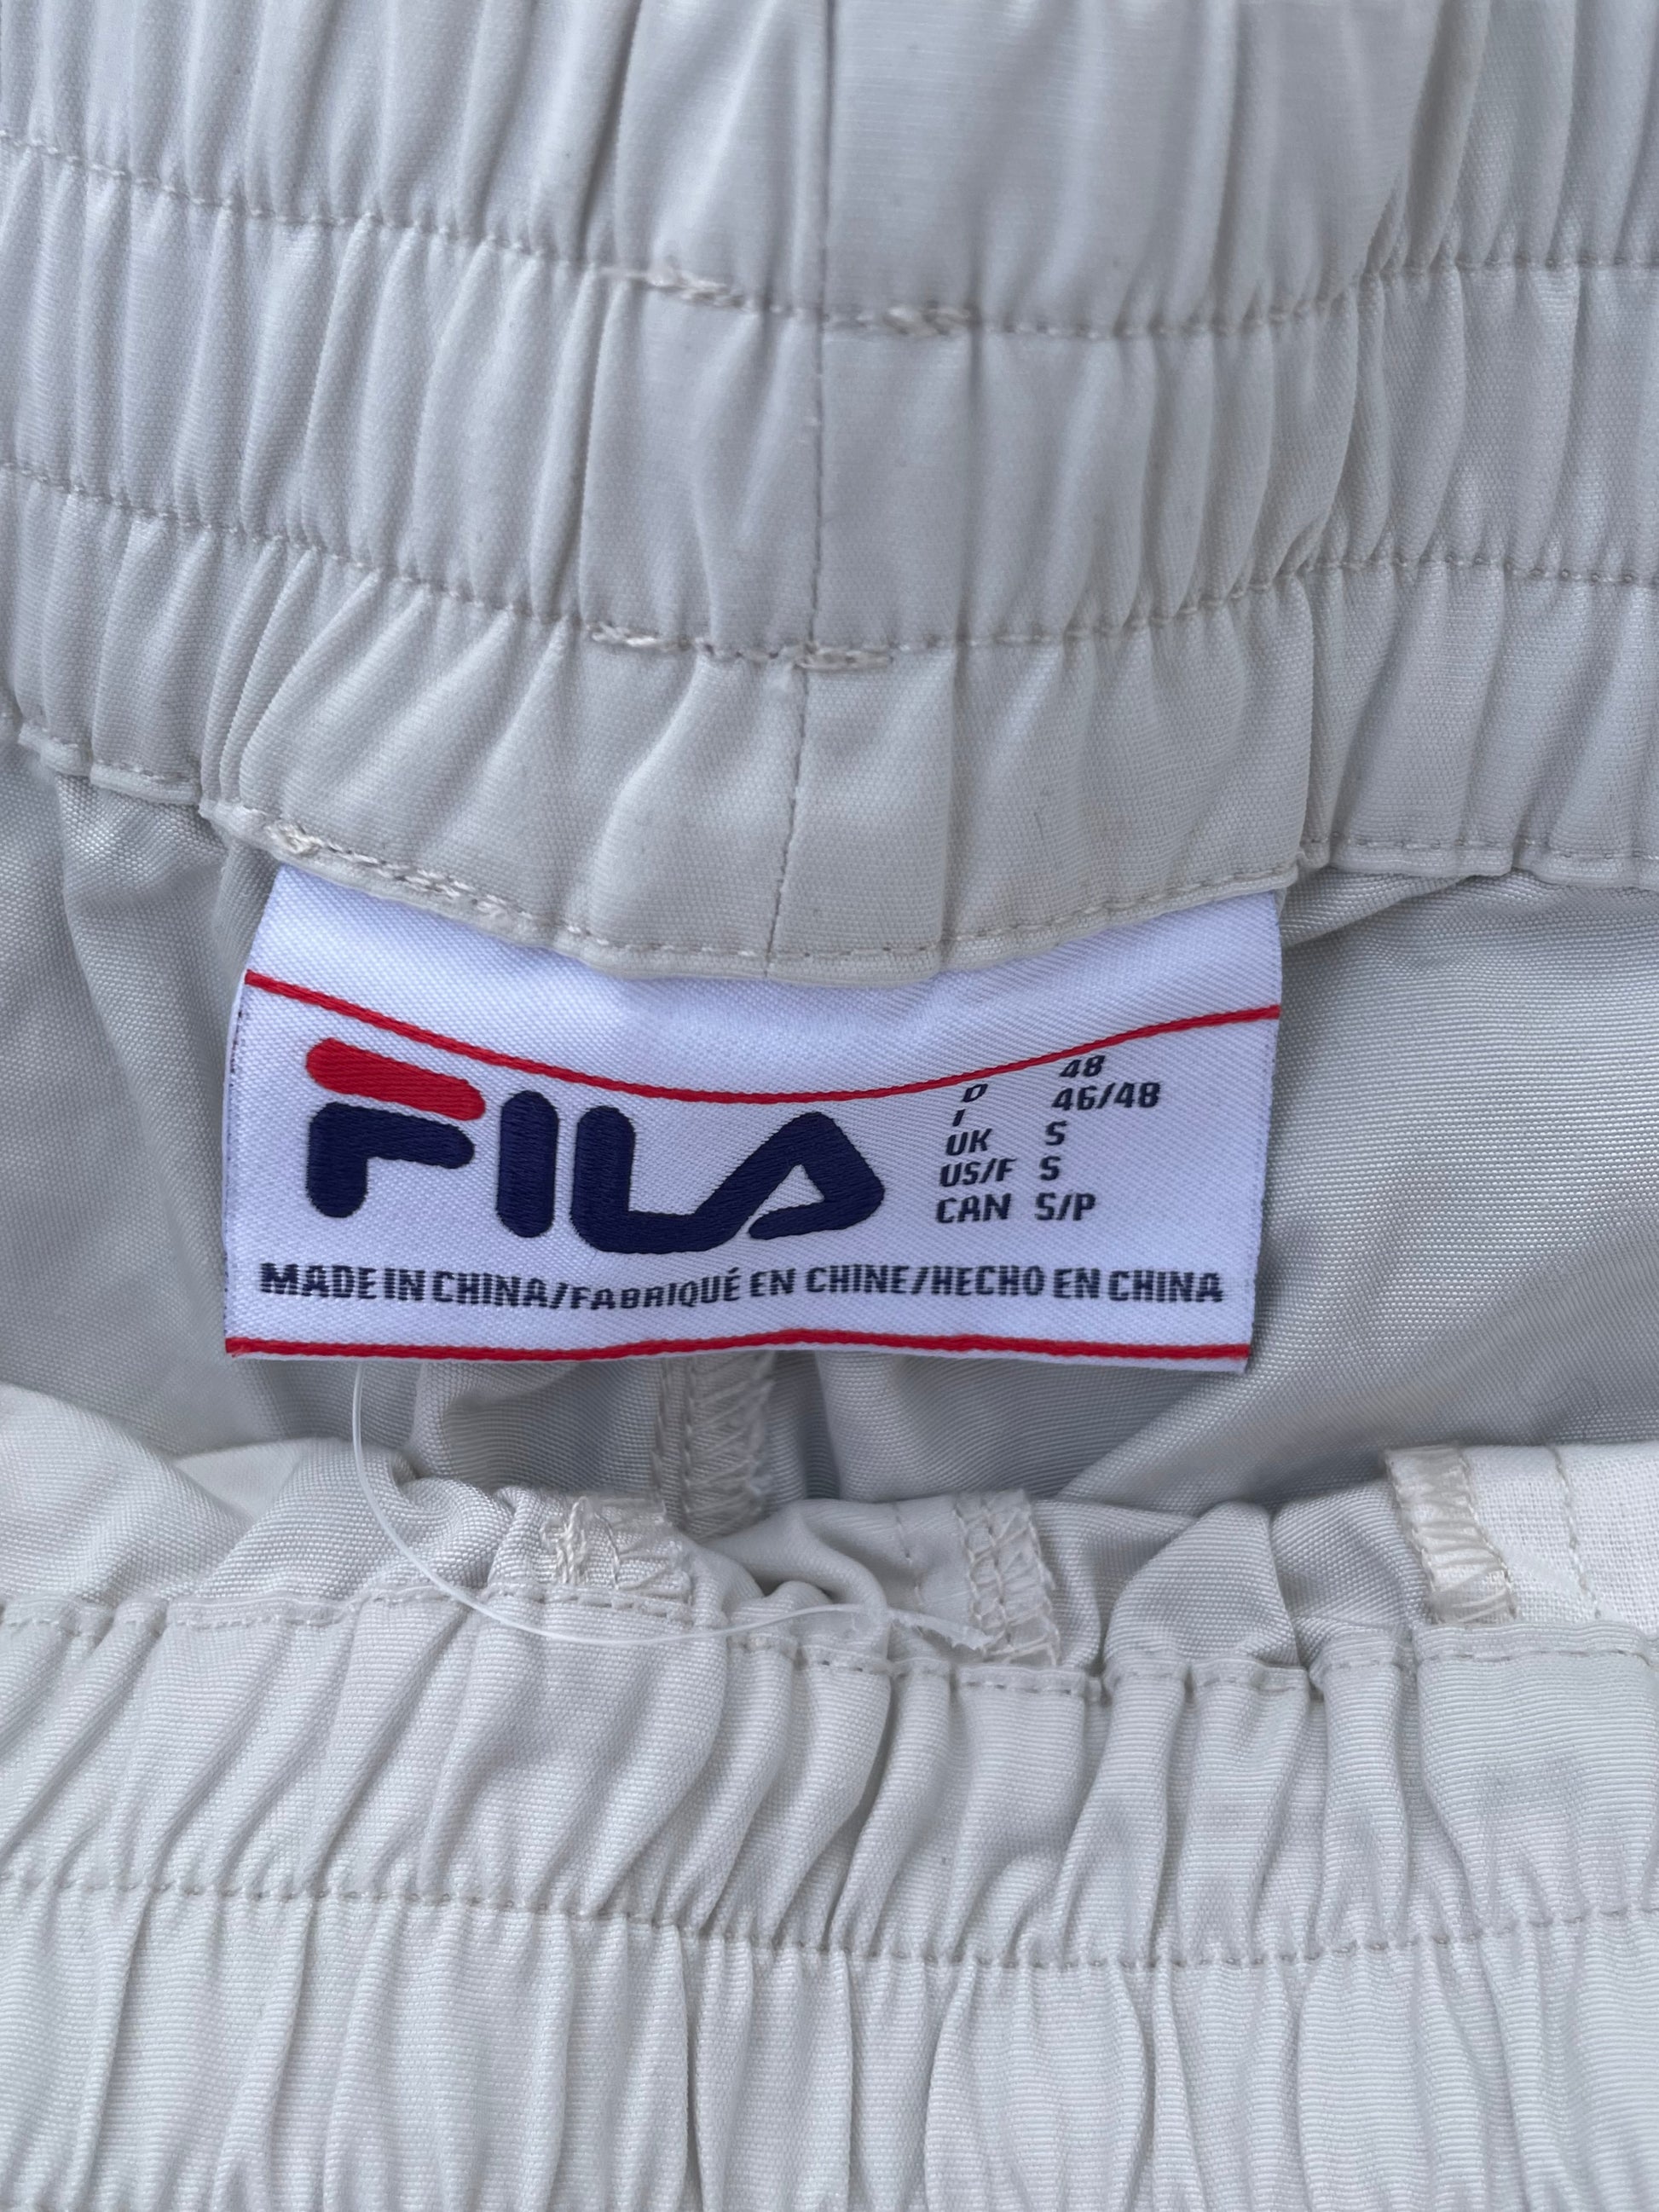 FILA
D 48
I 46/48
UK S
US/F S
CAN S/P
MADE IN CHINA/FABRIQUÉ EN CHINE/HECHO EN CHINA